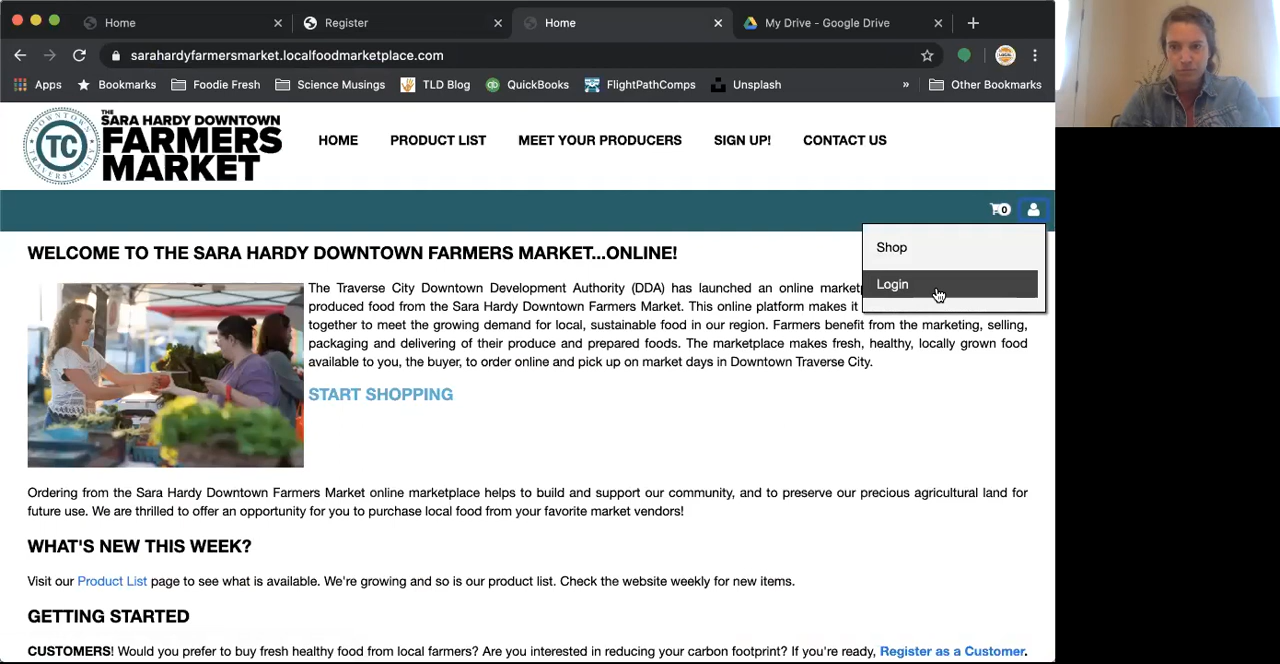 Home
Register
Home
My Drive - Google Drive
sarahardyfarmersmarket.localfoodmarketplace.com
Apps
Bookmarks
Foodie Fresh
Science Musings
TLD Blog
QuickBooks
FlightPathComps
Unsplash
»
Other Bookmarks
DOWNTOWN
TC
TRAVERSE CITY
THE SARA HARDY DOWNTOWN
FARMERS
MARKET
HOME
PRODUCT LIST
MEET YOUR PRODUCERS
SIGN UP!
CONTACT US
0
Shop
Login
WELCOME TO THE SARA HARDY DOWNTOWN FARMERS MARKET...ONLINE!
The Traverse City Downtown Development Authority (DDA) has launched an online
produced food from the Sara Hardy Downtown Farmers Market. This online platform makes it
together to meet the growing demand for local, sustainable food in our region. Farmers benefit from the marketing, selling,
packaging and delivering of their produce and prepared foods. The marketplace makes fresh, healthy, locally grown food
available to you, the buyer, to order online and pick up on market days in Downtown Traverse City.
START SHOPPING
Ordering from the Sara Hardy Downtown Farmers Market online marketplace helps to build and support our community, and to preserve our precious agricultural land for
future use. We are thrilled to offer an opportunity for you to purchase local food from your favorite market vendors!
WHAT'S NEW THIS WEEK?
Visit our Product List page to see what is available. We're growing and so is our product list. Check the website weekly for new items.
GETTING STARTED
CUSTOMERS! Would you prefer to buy fresh healthy food from local farmers? Are you interested in reducing your carbon footprint? If you're ready, Register as a Customer.